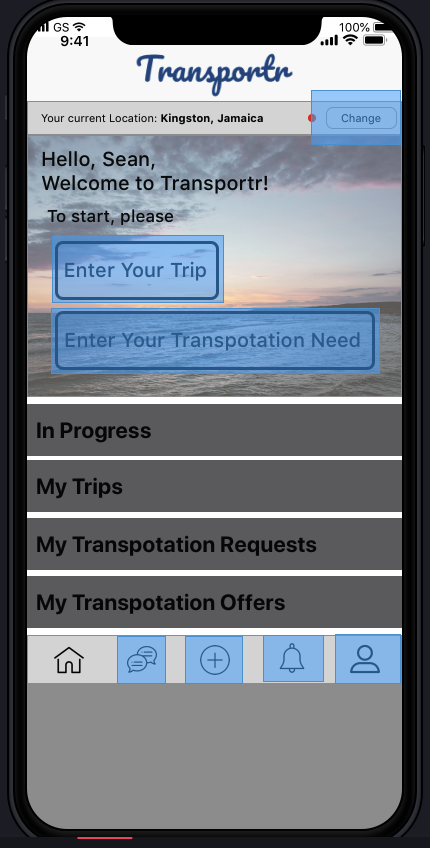 GS 100%
9:41
Transportr
Your current Location: Kingston, Jamaica Change
Hello, Sean,
Welcome to Transportr!
To start, please
Enter Your Trip
Enter Your Transpotation Need
In Progress
My Trips
My Transpotation Requests
My Transpotation Offers